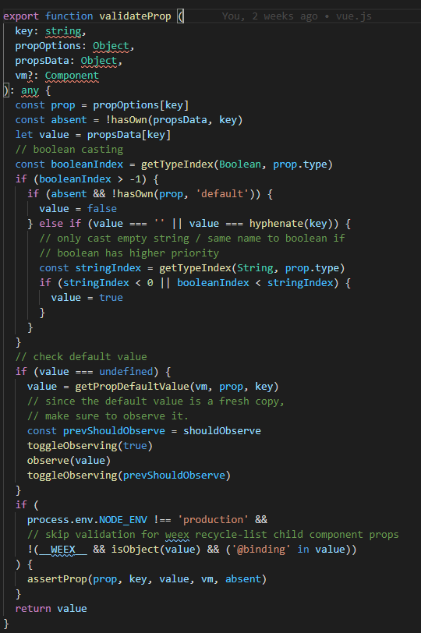 export function validateProp (    You, 2 weeks ago • vue.js
  key: string,
  propOptions: Object,
  propsData: Object,
  vm?: Component
): any {
  const prop = propOptions[key]
  const absent = !hasOwn(propsData, key)
  let value = propsData[key]
  // boolean casting
  const booleanIndex = getTypeIndex(Boolean, prop.type)
  if (booleanIndex > -1) {
    if (absent && !hasOwn(prop, 'default')) {
      value = false
    } else if (value === '' || value === hyphenate(key)) {
      // only cast empty string / same name to boolean if
      // boolean has higher priority
      const stringIndex = getTypeIndex(String, prop.type)
      if (stringIndex < 0 || booleanIndex < stringIndex) {
        value = true
      }
    }
  }
  // check default value
  if (value === undefined) {
    value = getPropDefaultValue(vm, prop, key)
    // since the default value is a fresh copy,
    // make sure to observe it.
    const prevShouldObserve = shouldObserve
    toggleObserving(true)
    observe(value)
    toggleObserving(prevShouldObserve)
  }
  if (
    process.env.NODE_ENV !== 'production' &&
    // skip validation for weex recycle-list child component props
    !(__WEEX__ && isObject(value) && ('@binding' in value))
  ) {
    assertProp(prop, key, value, vm, absent)
  }
  return value
}